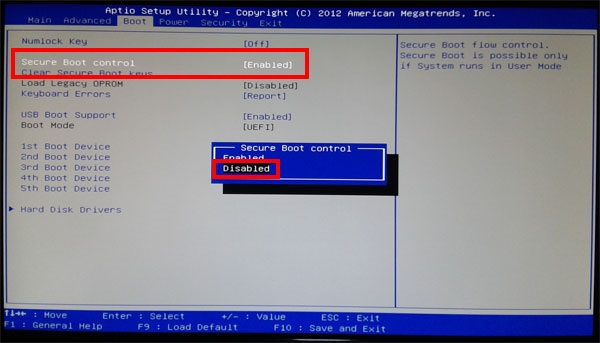 Aptio Setup Utility - Copyright (C) 2012 American Megatrends, Inc.
Main Advanced Boot Power Security Exit
Numlock Key [Off]
Secure Boot control [Enabled]
Clear Secure Boot keys
Load Legacy OPROM [Disabled]
Keyboard Errors [Report]
USB Boot Support [Enabled]
Boot Mode [UEFI]
1st Boot Device
2nd Boot Device
3rd Boot Device
4th Boot Device
5th Boot Device
Hard Disk Drivers
Secure Boot control
Enabled
Disabled
Secure Boot flow control.
Secure Boot is possible only
if System runs in User Mode
↑↓←→ : Move Enter : Select +/- : Value ESC : Exit
F1 : General Help F9 : Load Default F10 : Save and Exit